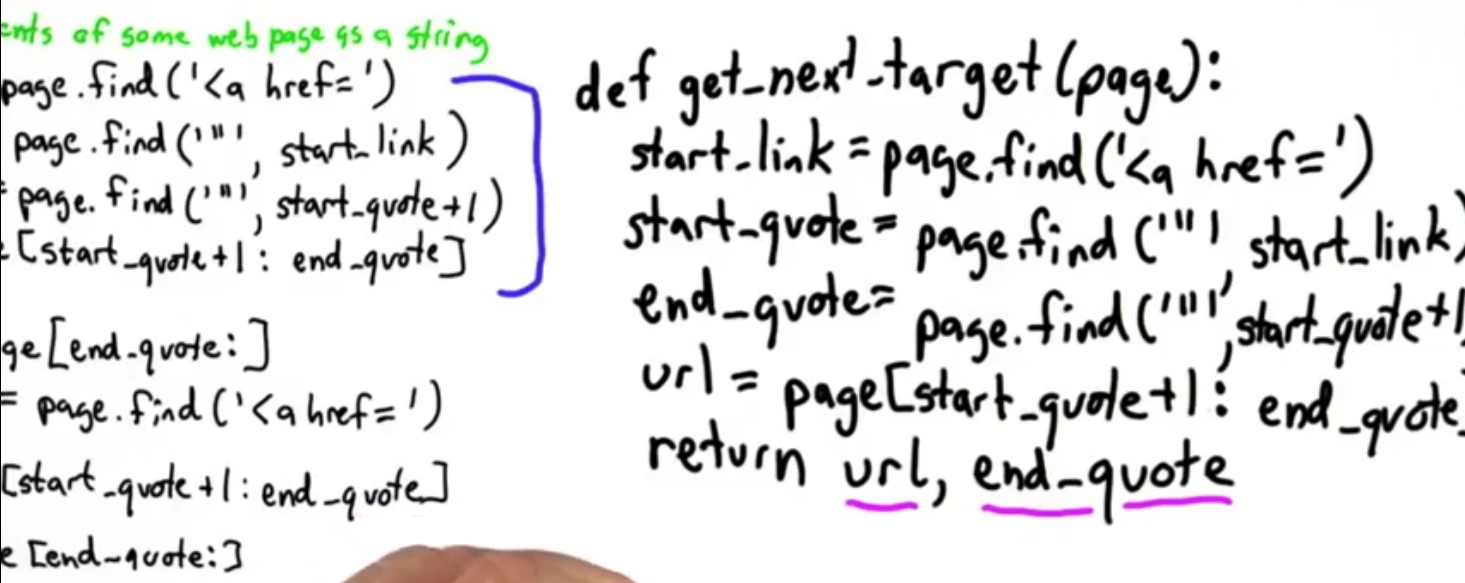 ents of some web page as a string
page.find('<a href=')
page.find('"', start_link)
= page.find('"', start_quote+1)
e[start_quote+1: end_quote]
ge[end_quote:]
= page.find('<a href=')
[start_quote+1: end_quote]
e [end_quote:]
def get_next_target(page):
start_link = page.find('<a href=')
start_quote = page.find('"', start_link)
end_quote = page.find('"', start_quote+1
url = page[start_quote+1: end_quote]
return url, end_quote